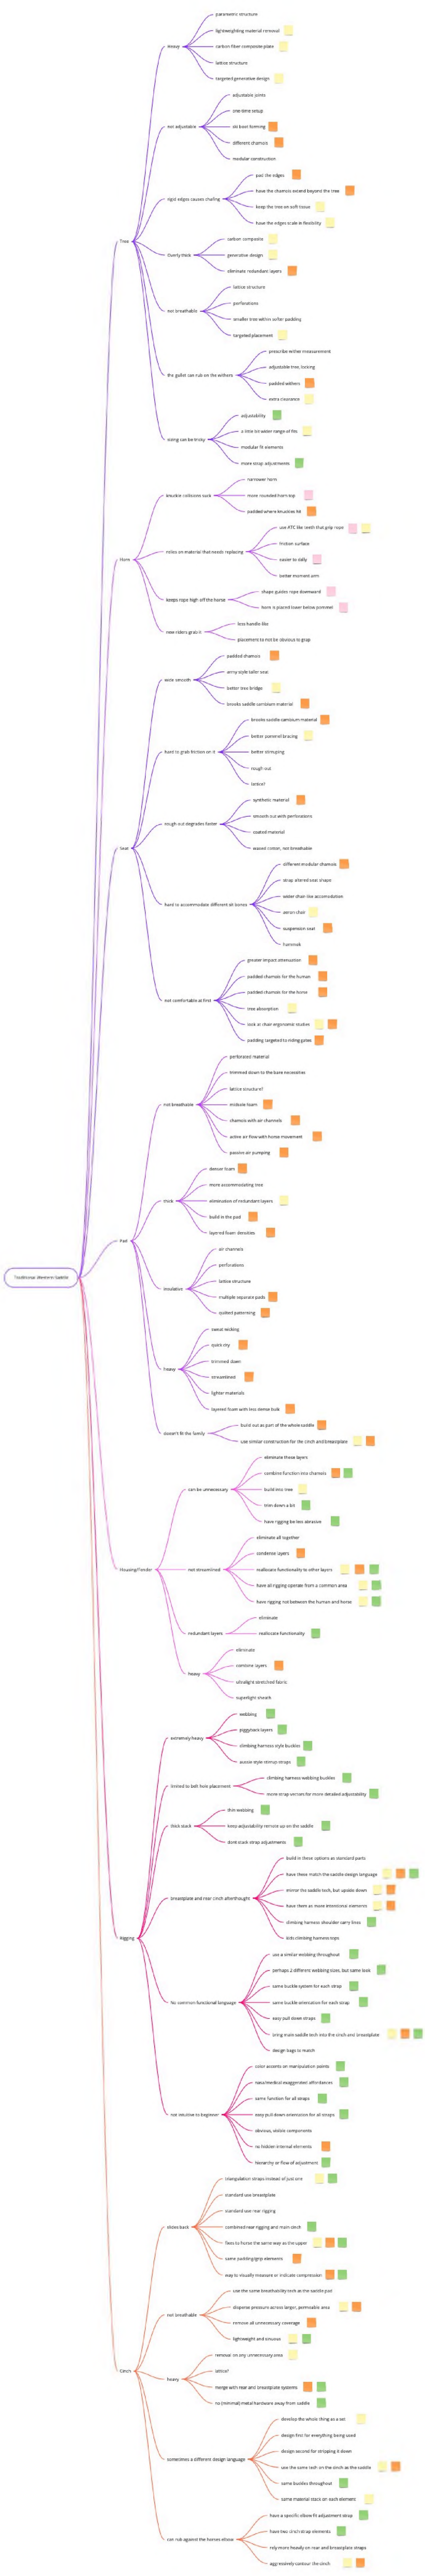 parametric structure
lightweighting material removal
heavy
carbon fiber composite plate
lattice structure
targeted generative design
adjustable joints
one-time setup
not adjustable
ski boot forming
different chamois
modular construction
pad the edges
have the chamois extend beyond the tree
rigid edges causes chafing
keep the tree on soft tissue
have the edges scale in flexibility
Tree
carbon composite
Overly thick
generative design
eliminate redundant layers
lattice structure
perforations
not breathable
smaller tree within softer padding
targeted placement
prescribe wither measurement
adjustable tree, locking
the gullet can rub on the withers
padded withers
extra clearance
adjustability
a little bit wider range of fits
sizing can be tricky
modular fit elements
more strap adjustments
narrower horn
knuckle collisions suck
more rounded horn top
padded where knuckles hit
use ATC like teeth that grip rope
friction surface
relies on material that needs replacing
easier to dally
Horn
better moment arm
shape guides rope downward
keeps rope high off the horse
horn is placed lower below pommel
less handle-like
new riders grab it
placement to not be obvious to grab
padded chamois
army style taller seat
quite smooth
better tree bridge
brooks saddle cambium material
brooks saddle cambium material
better pommel bracing
hard to grab friction on it
better stirruping
rough out
lattice?
synthetic material
smooth out with perforations
rough out degrades faster
coated material
waxed cotton, not breathable
Seat
different modular chamois
strap altered seat shape
water chair-like accomodation
hard to accommodate different sit bones
aeron chair
suspension seat
hammok
greater impact attenuation
padded chamois for the human
padded chamois for the horse
not comfortable at first
tree absorption
look at chair ergonomic studies
padding targeted to riding gates
perforated material
trimmed down to the bare necessities
lattice structure?
not breathable
imbibe foam
chamois with air channels
active air flow with horse movement
passive air pumping
denser foam
more accommodating tree
thick
elimination of redundant layers
build in the pad
layered foam densities
Pad
air channels
perforations
insulative
lattice structure
multiple separate pads
quilted patterning
Traditional Western Saddle
sweat wicking
quick dry
trimmed down
heavy
streamlined
lighter materials
layered foam with less dense bulk
build out as part of the whole saddle
doesn't fit the family
use similar construction for the cinch and breastplate
eliminate these layers
combine function into chamois
can be unnecessary
build into tree
trim down a bit
have rigging be less abrasive
eliminate all together
condense layers
Housing/Fender
not streamlined
reallocate functionality to other layers
have all rigging operate from a common area
have rigging not between the human and horse
eliminate
redundant layers
reallocate functionality
eliminate
combine layers
heavy
ultralight stretched fabric
superlight sheath
webbing
piggyback layers
extremely heavy
climbing harness style buckles
aussie style stirrup straps
climbing harness webbing buckles
limited to belt hole placement
more strap vectors for more detailed adjustability
thin webbing
thick stack
keep adjustability remote up on the saddle
dont stack strap adjustments
build in these options as standard parts
have these match the saddle design language
mirror the saddle tech, but upside down
breastplate and rear cinch afterthought
have them as more intentional elements
climbing harness shoulder carry lines
kids climbing harness tops
Rigging
use a similar webbing throughout
perhaps 2 different webbing sizes, but same look
same buckle system for each strap
No common functional language
same buckle orientation for each strap
easy pull down straps
bring main saddle tech into the cinch and breastplate
design bags to match
color accents on manipulation points
nasa/medical exaggerated affordances
same function for all straps
not intuitive to beginner
easy pull down orientation for all straps
obvious, visible components
no hidden internal elements
hierarchy or flow of adjustment
triangulation straps instead of just one
standard use breastplate
standard use rear rigging
slides back
combined rear rigging and main cinch
fixes to horse the same way as the upper
same padding/grip elements
way to visually measure or indicate compression
use the same breathability tech as the saddle pad
disperse pressure across larger, permeable area
not breathable
remove all unnecessary coverage
lightweight and sinuous
removal on any unnecessary area
Cinch
lattice?
heavy
merge with rear and breastplate systems
no (minimal) metal hardware away from saddle
develop the whole thing as a set
design first for everything being used
design second for stripping it down
sometimes a different design language
use the same tech on the cinch as the saddle
same buckles throughout
same material stack on each element
have a specific elbow fit adjustment strap
have two cinch strap elements
can rub against the horses elbow
rely more heavily on rear and breastplate straps
aggressively contour the cinch